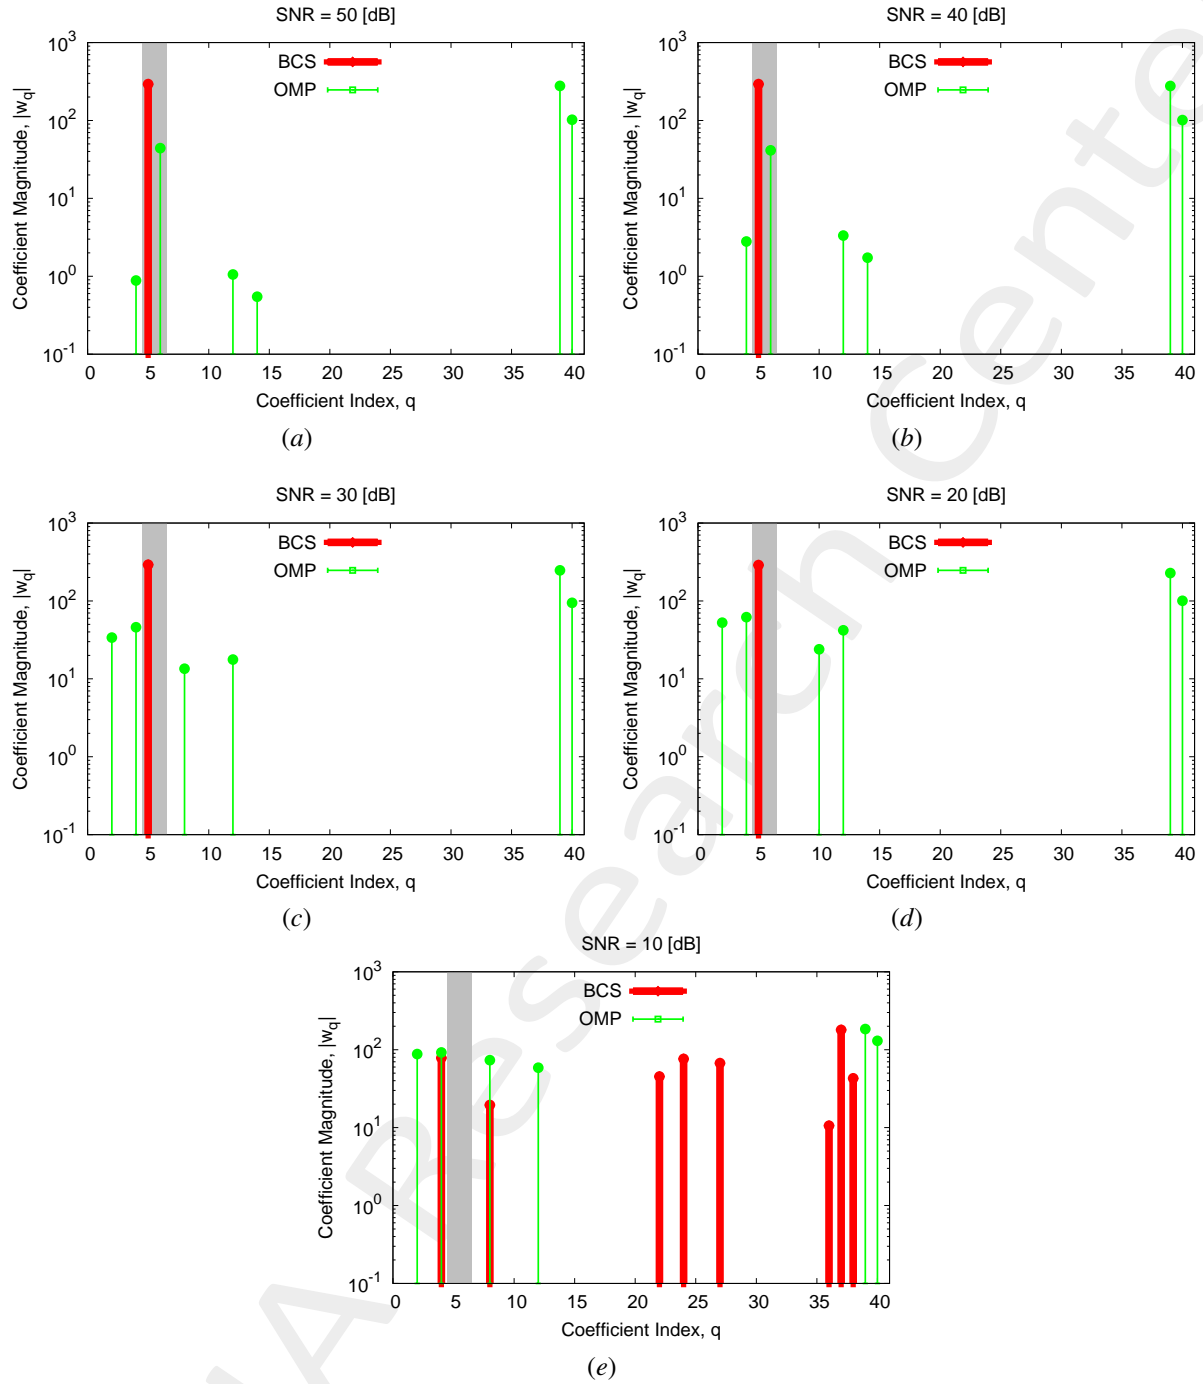 SNR = 50 [dB]
SNR = 40 [dB]
10^3
10^2
10^1
10^0
10^-1
Coefficient Magnitude, |w_q|
BCS
OMP
0 5 10 15 20 25 30 35 40
Coefficient Index, q
(a)
10^3
10^2
10^1
10^0
10^-1
Coefficient Magnitude, |w_q|
BCS
OMP
0 5 10 15 20 25 30 35 40
Coefficient Index, q
(b)
SNR = 30 [dB]
SNR = 20 [dB]
10^3
10^2
10^1
10^0
10^-1
Coefficient Magnitude, |w_q|
BCS
OMP
0 5 10 15 20 25 30 35 40
Coefficient Index, q
(c)
10^3
10^2
10^1
10^0
10^-1
Coefficient Magnitude, |w_q|
BCS
OMP
0 5 10 15 20 25 30 35 40
Coefficient Index, q
(d)
SNR = 10 [dB]
10^3
10^2
10^1
10^0
10^-1
Coefficient Magnitude, |w_q|
BCS
OMP
0 5 10 15 20 25 30 35 40
Coefficient Index, q
(e)
Research